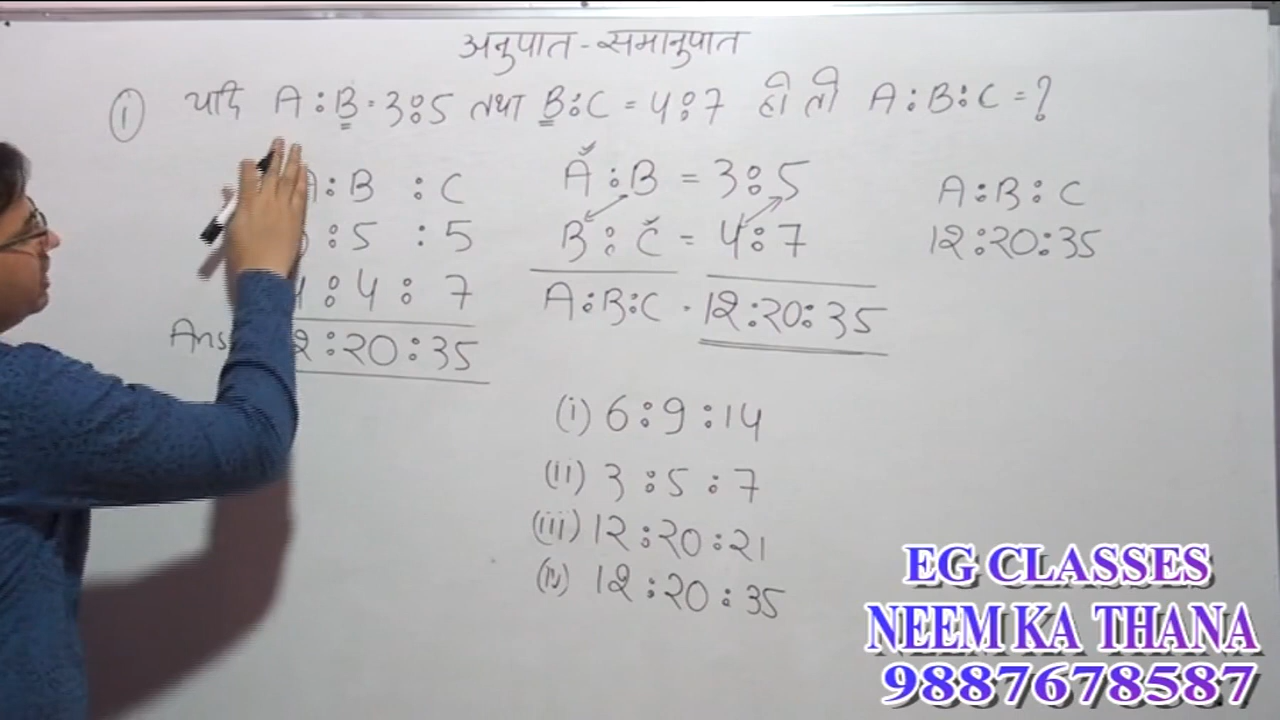 अनुपात - समानुपात
(1) यदि A : B = 3 : 5 तथा B : C = 4 : 7 हो तो A : B : C = ?
: B : C
: 5 : 5
: 4 : 7
Ans : 20 : 35
A : B = 3 : 5
B : C = 4 : 7
A : B : C = 12 : 20 : 35
A : B : C
12 : 20 : 35
(i) 6 : 9 : 14
(ii) 3 : 5 : 7
(iii) 12 : 20 : 21
(iv) 12 : 20 : 35
EG CLASSES
NEEM KA THANA
9887678587